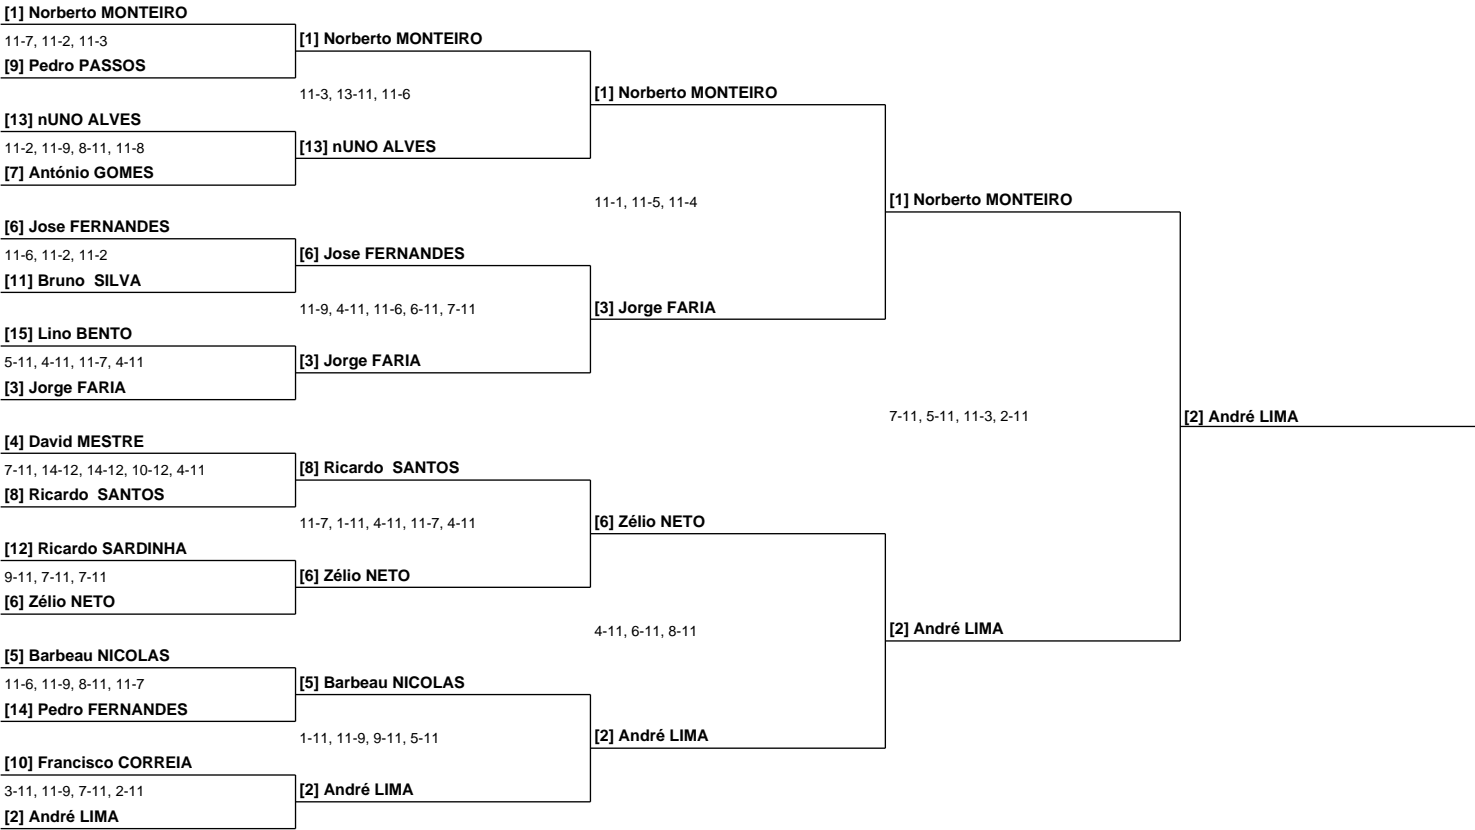 [1] Norberto MONTEIRO
11-7, 11-2, 11-3
[9] Pedro PASSOS
[13] nUNO ALVES
11-2, 11-9, 8-11, 11-8
[7] António GOMES
[6] Jose FERNANDES
11-6, 11-2, 11-2
[11] Bruno  SILVA
[15] Lino BENTO
5-11, 4-11, 11-7, 4-11
[3] Jorge FARIA
[4] David MESTRE
7-11, 14-12, 14-12, 10-12, 4-11
[8] Ricardo  SANTOS
[12] Ricardo SARDINHA
9-11, 7-11, 7-11
[6] Zélio NETO
[5] Barbeau NICOLAS
11-6, 11-9, 8-11, 11-7
[14] Pedro FERNANDES
[10] Francisco CORREIA
3-11, 11-9, 7-11, 2-11
[2] André LIMA
[1] Norberto MONTEIRO
11-3, 13-11, 11-6
[13] nUNO ALVES
[6] Jose FERNANDES
11-9, 4-11, 11-6, 6-11, 7-11
[3] Jorge FARIA
[8] Ricardo  SANTOS
11-7, 1-11, 4-11, 11-7, 4-11
[6] Zélio NETO
[5] Barbeau NICOLAS
1-11, 11-9, 9-11, 5-11
[2] André LIMA
[1] Norberto MONTEIRO
11-1, 11-5, 11-4
[3] Jorge FARIA
[6] Zélio NETO
4-11, 6-11, 8-11
[2] André LIMA
[1] Norberto MONTEIRO
7-11, 5-11, 11-3, 2-11
[2] André LIMA
[2] André LIMA